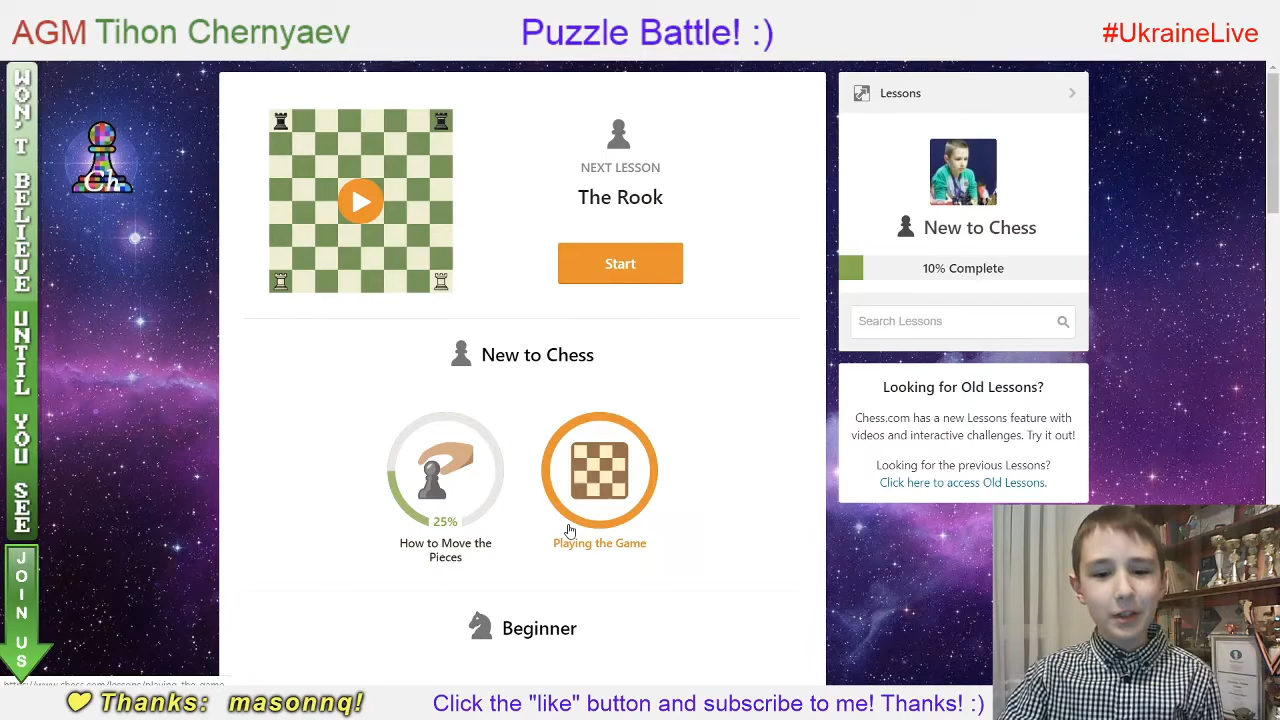 AGM Tihon Chernyaev
Puzzle Battle! :)
#UkraineLive
WON'T BELIEVE UNTIL YOU SEE
JOIN US
Ch
NEXT LESSON
The Rook
Start
Lessons
New to Chess
10% Complete
Search Lessons
New to Chess
25%
How to Move the
Pieces
Playing the Game
Looking for Old Lessons?
Chess.com has a new Lessons feature with
videos and interactive challenges. Try it out!
Looking for the previous Lessons?
Click here to access Old Lessons.
Beginner
Thanks: masonnq!
Click the "like" button and subscribe to me! Thanks! :)